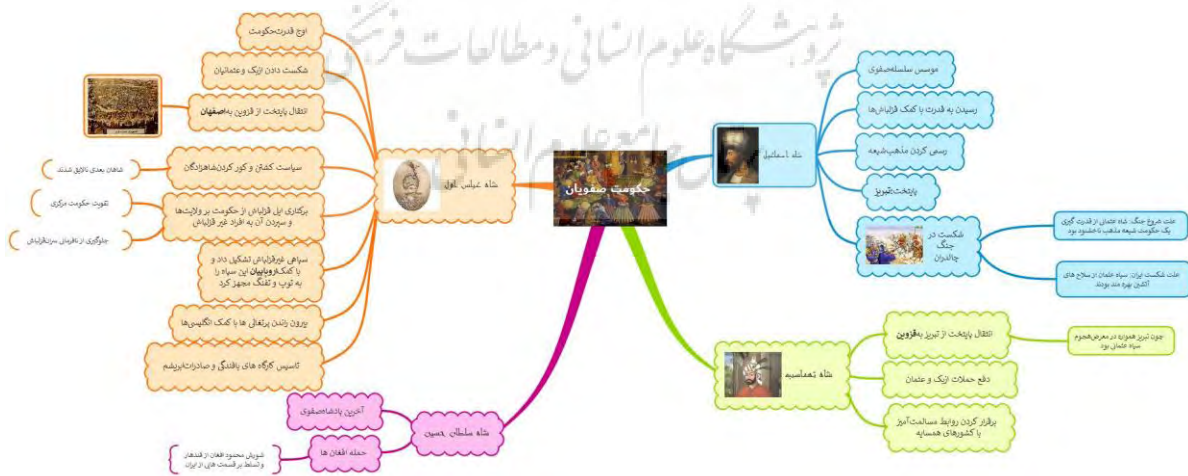 پژوهشگاه علوم انسانی و مطالعات فرهنگی
جامع علوم انسانی
حکومت صفویان
شاه اسماعیل
موسس سلسله‌صفوی
رسیدن به قدرت با کمک قزلباش‌ها
رسمی کردن مذهب‌شیعه
پایتخت:تبریز
شکست در
جنگ
چالدران
علت شروع جنگ: شاه عثمانی از قدرت گیری
یک حکومت شیعه مذهب ناخشنود بود
علت شکست ایران: سپاه عثمان از سلاح های
آتشین بهره مند بودند
شاه تهماسب
انتقال پایتخت از تبریز به‌قزوین
چون تبریز همواره در معرض‌هجوم
سپاه عثمانی بود
دفع حملات ازبک و عثمان
برقرار کردن روابط مسالمت‌آمیز
با کشورهای همسایه
شاه عباس اول
اوج قدرت‌حکومت
شکست دادن ازبک و عثمانیان
انتقال پایتخت از قزوین به‌اصفهان
سیاست کشتن و کور کردن‌شاهزادگان
شاهان بعدی نالایق شدند
برکناری ایل قزلباش از حکومت بر ولایت‌ها
و سپردن آن به افراد غیر قزلباش
تقویت حکومت مرکزی
جلوگیری از نافرمانی سران‌قزلباش
سپاهی غیرقزلباش تشکیل داد و
با کمک‌اروپاییان این سپاه را
به توپ و تفنگ مجهز کرد
بیرون راندن پرتغالی ها با کمک انگلیسی‌ها
تاسیس کارگاه های بافندگی و صادرات‌ابریشم
شاه سلطان حسین
آخرین پادشاه‌صفوی
حمله افغان ها
شورش محمود افغان از قندهار
و تسلط بر قسمت هایی از ایران